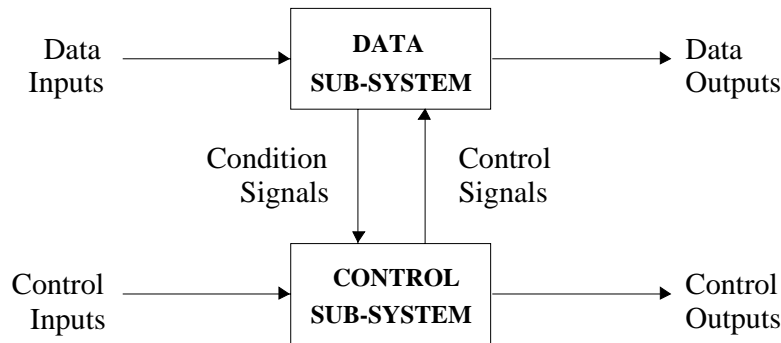 Data
Inputs
DATA
SUB-SYSTEM
Data
Outputs
Condition
Signals
Control
Signals
Control
Inputs
CONTROL
SUB-SYSTEM
Control
Outputs